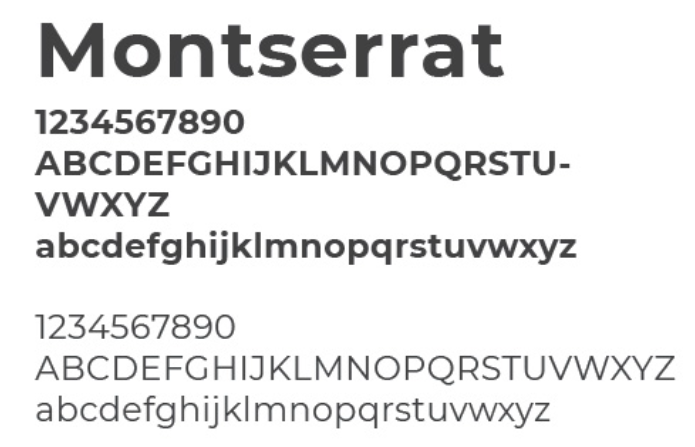 Montserrat
1234567890
ABCDEFGHIJKLMNOPQRSTU-
VWXYZ
abcdefghijklmnopqrstuvwxyz
1234567890
ABCDEFGHIJKLMNOPQRSTUVWXYZ
abcdefghijklmnopqrstuvwxyz